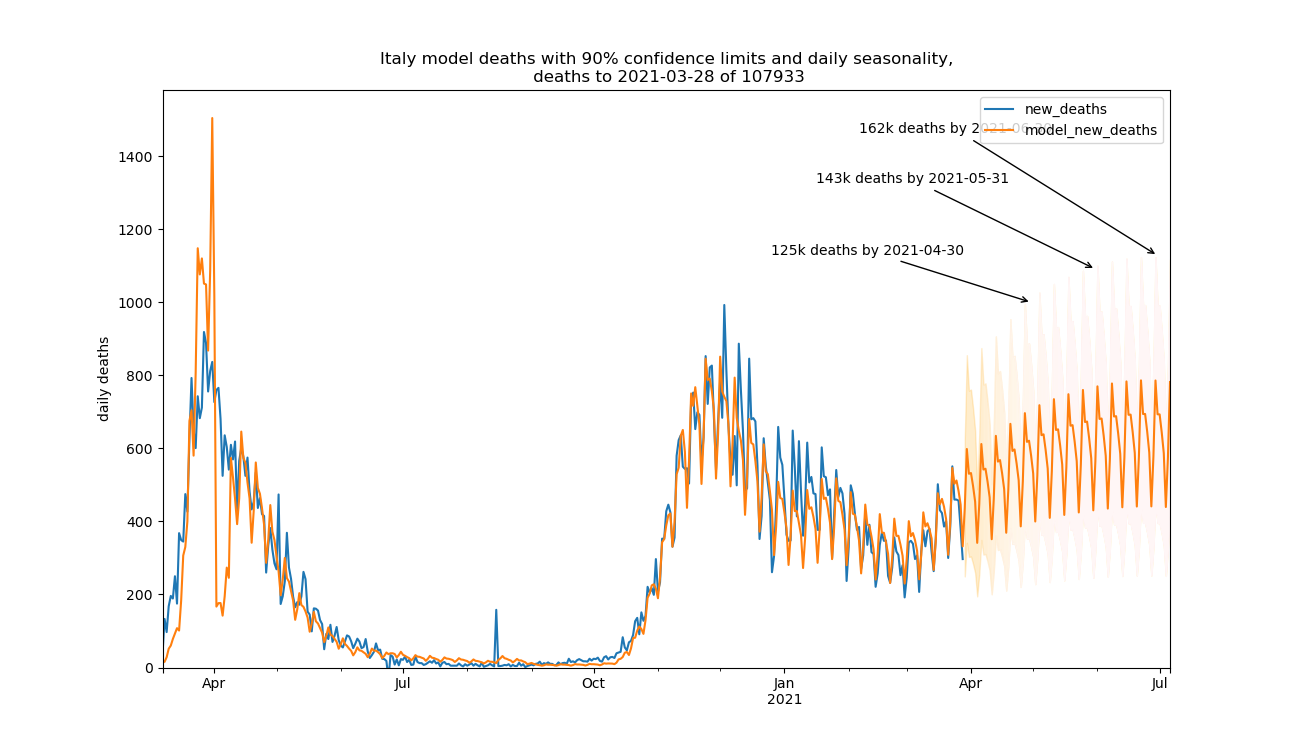 Italy model deaths with 90% confidence limits and daily seasonality,
deaths to 2021-03-28 of 107933
new_deaths
model_new_deaths
162k deaths by 2021-06-30
143k deaths by 2021-05-31
125k deaths by 2021-04-30
daily deaths
1400
1200
1000
800
600
400
200
0
Apr
Jul
Oct
Jan
2021
Apr
Jul